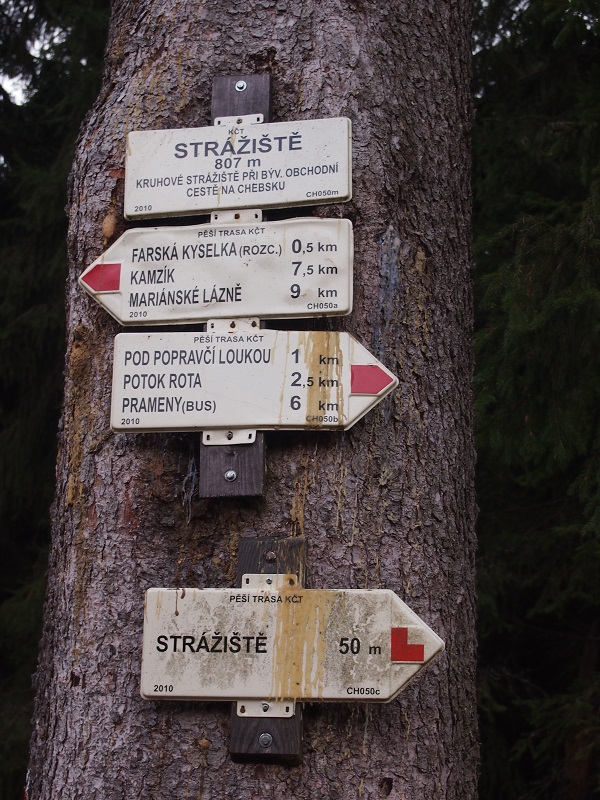 KČT
STRÁŽIŠTĚ
807 m
KRUHOVÉ STRÁŽIŠTĚ PŘI BÝV. OBCHODNÍ
CESTĚ NA CHEBSKU
2010 CH050m
PĚŠÍ TRASA KČT
FARSKÁ KYSELKA (ROZC.) 0,5 km
KAMZÍK 7,5 km
MARIÁNSKÉ LÁZNĚ 9 km
2010 CH050a
PĚŠÍ TRASA KČT
POD POPRAVČÍ LOUKOU 1 km
POTOK ROTA 2,5 km
PRAMENY (BUS) 6 km
2010 CH050b
PĚŠÍ TRASA KČT
STRÁŽIŠTĚ 50 m
2010 CH050c